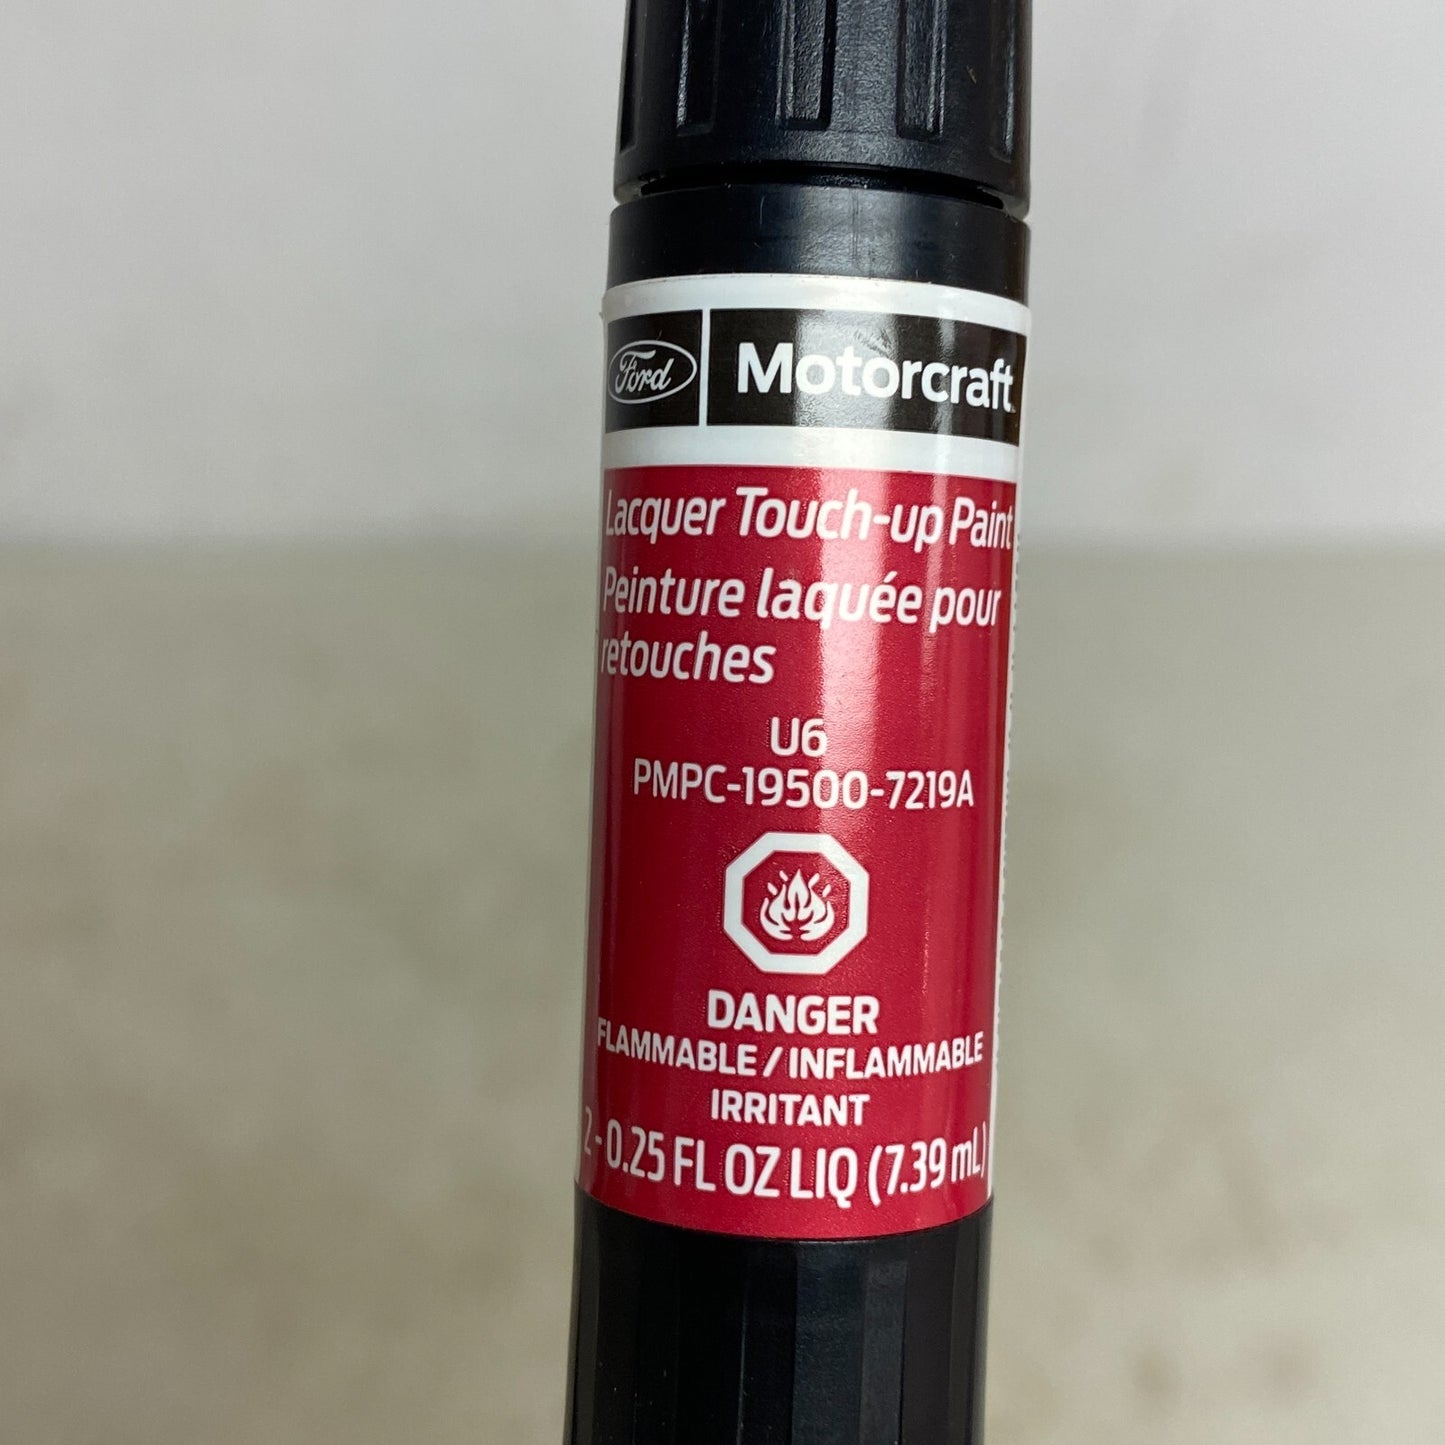 Ford Motorcraft
Lacquer Touch-up Paint
Peinture laquée pour
retouches
U6
PMPC-19500-7219A
DANGER
FLAMMABLE / INFLAMMABLE
IRRITANT
2-0.25 FL OZ LIQ (7.39 mL)